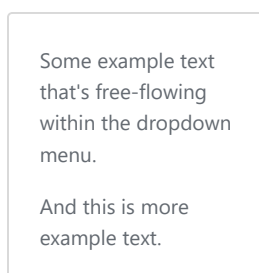 Some example text
that's free-flowing
within the dropdown
menu.
And this is more
example text.